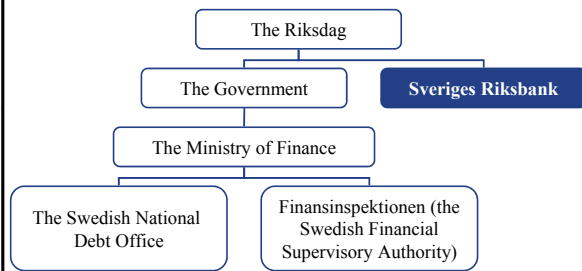 The Riksdag
The Government
Sveriges Riksbank
The Ministry of Finance
The Swedish National
Debt Office
Finansinspektionen (the
Swedish Financial
Supervisory Authority)